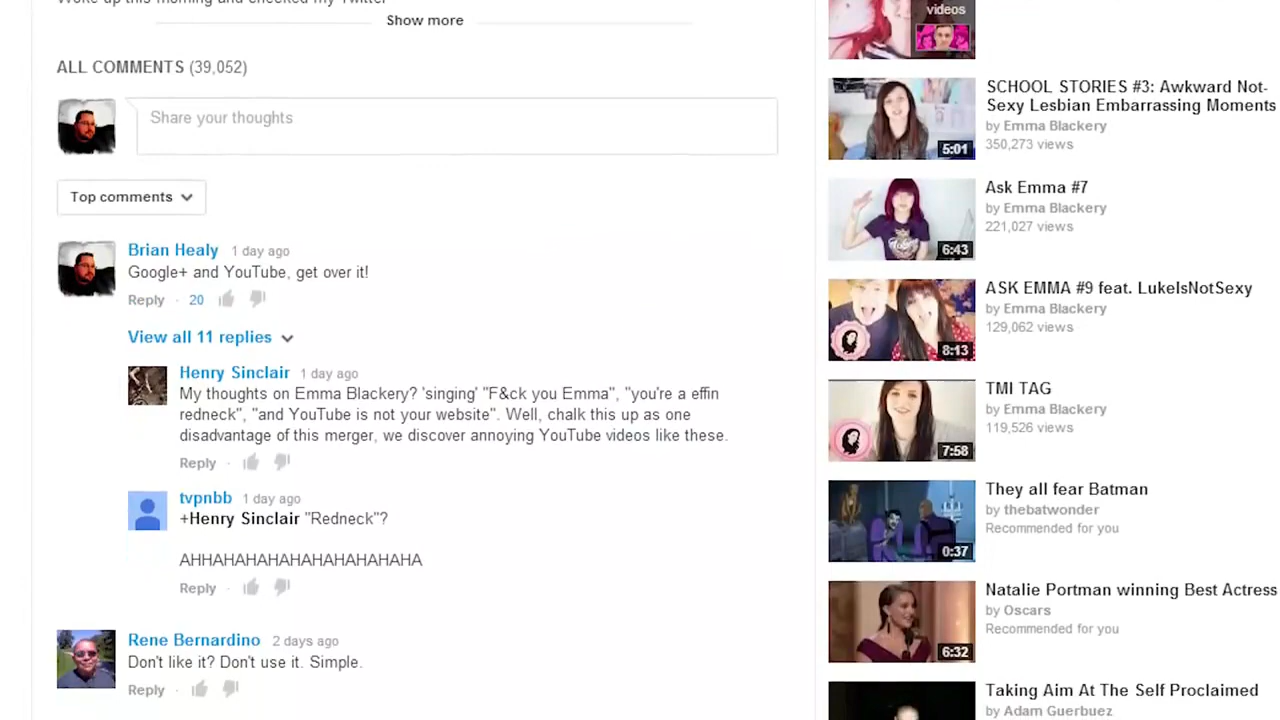 Woke up this morning and checked my Twitter
Show more
ALL COMMENTS (39,052)
Share your thoughts
Top comments
Brian Healy 1 day ago
Google+ and YouTube, get over it!
Reply · 20
View all 11 replies
Henry Sinclair 1 day ago
My thoughts on Emma Blackery? 'singing' "F&ck you Emma", "you're a effin
redneck", "and YouTube is not your website". Well, chalk this up as one
disadvantage of this merger, we discover annoying YouTube videos like these.
Reply ·
tvpnbb 1 day ago
+Henry Sinclair "Redneck"?
AHHAHAHAHAHAHAHAHAHA
Reply ·
Rene Bernardino 2 days ago
Don't like it? Don't use it. Simple.
Reply ·
videos
SCHOOL STORIES #3: Awkward Not-
Sexy Lesbian Embarrassing Moments
by Emma Blackery
350,273 views
5:01
Ask Emma #7
by Emma Blackery
221,027 views
6:43
ASK EMMA #9 feat. LukeIsNotSexy
by Emma Blackery
129,062 views
8:13
TMI TAG
by Emma Blackery
119,526 views
7:58
They all fear Batman
by thebatwonder
Recommended for you
0:37
Natalie Portman winning Best Actress
by Oscars
Recommended for you
6:32
Taking Aim At The Self Proclaimed
by Adam Guerbuez